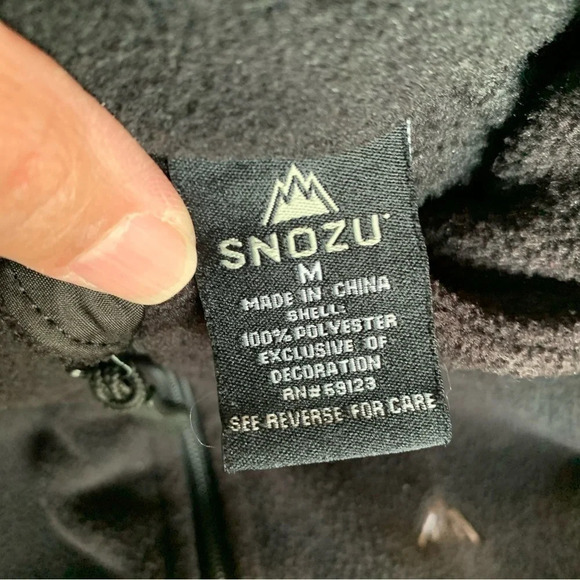 SNOZU
M
MADE IN CHINA
SHELL:
100% POLYESTER
EXCLUSIVE OF
DECORATION
RN# 59123
SEE REVERSE FOR CARE